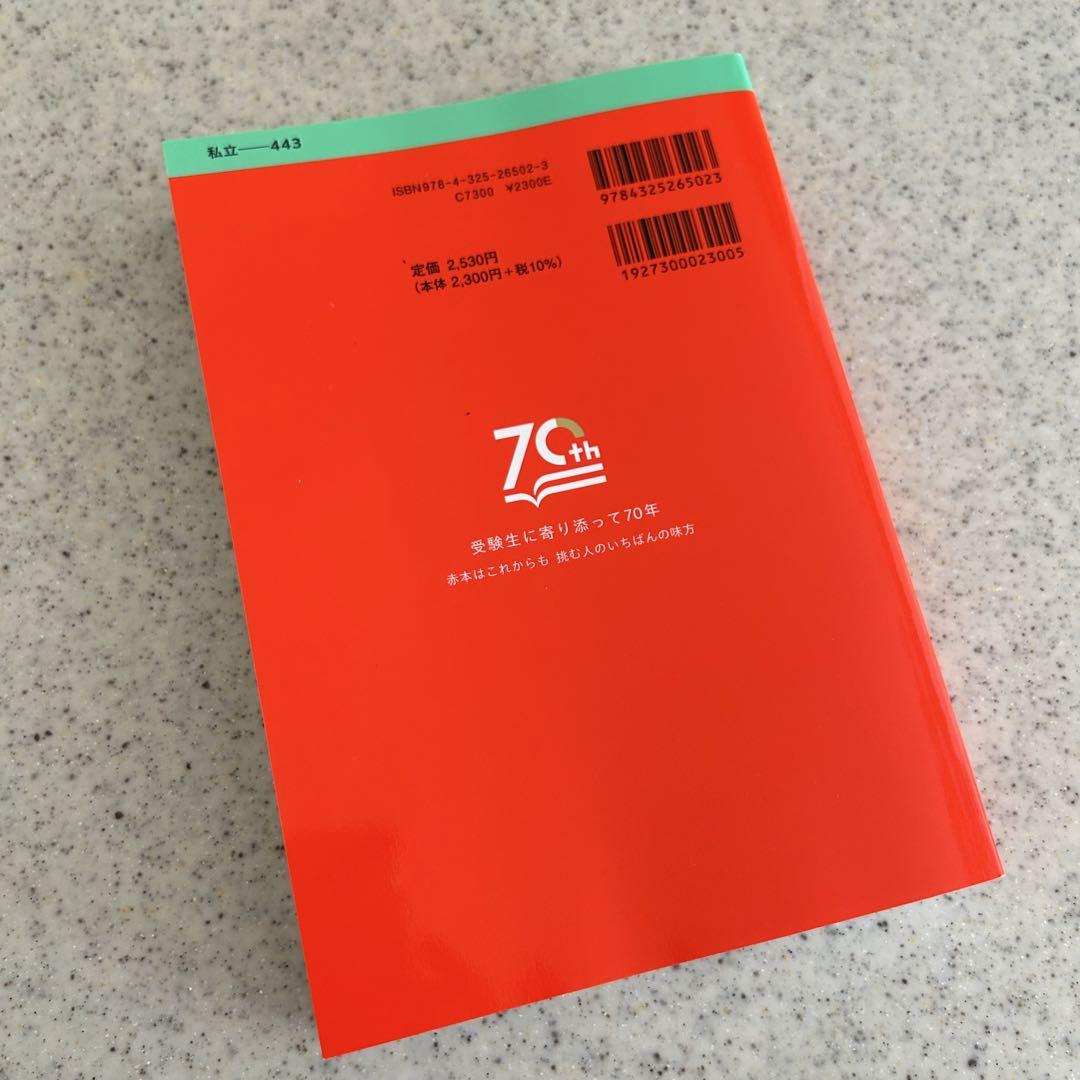 私立——443
ISBN978-4-325-26502-3
C7300 ¥2300E
定価 2,530円
(本体 2,300円+税10%)
9784325265023
1927300023005
70th
受験生に寄り添って70年
赤本はこれからも 挑む人のいちばんの味方